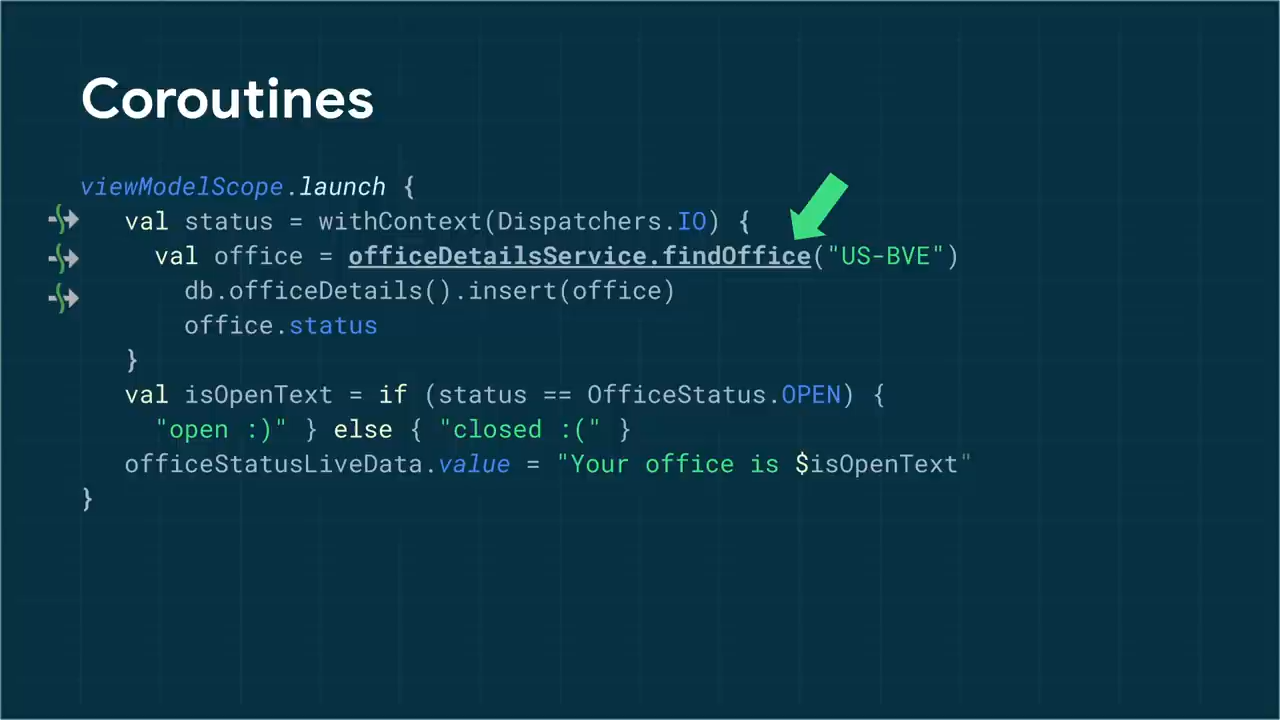 Coroutines
viewModelScope.launch {
val status = withContext(Dispatchers.IO) {
val office = officeDetailsService.findOffice("US-BVE")
db.officeDetails().insert(office)
office.status
}
val isOpenText = if (status == OfficeStatus.OPEN) {
"open :)" } else { "closed :(" }
officeStatusLiveData.value = "Your office is $isOpenText"
}